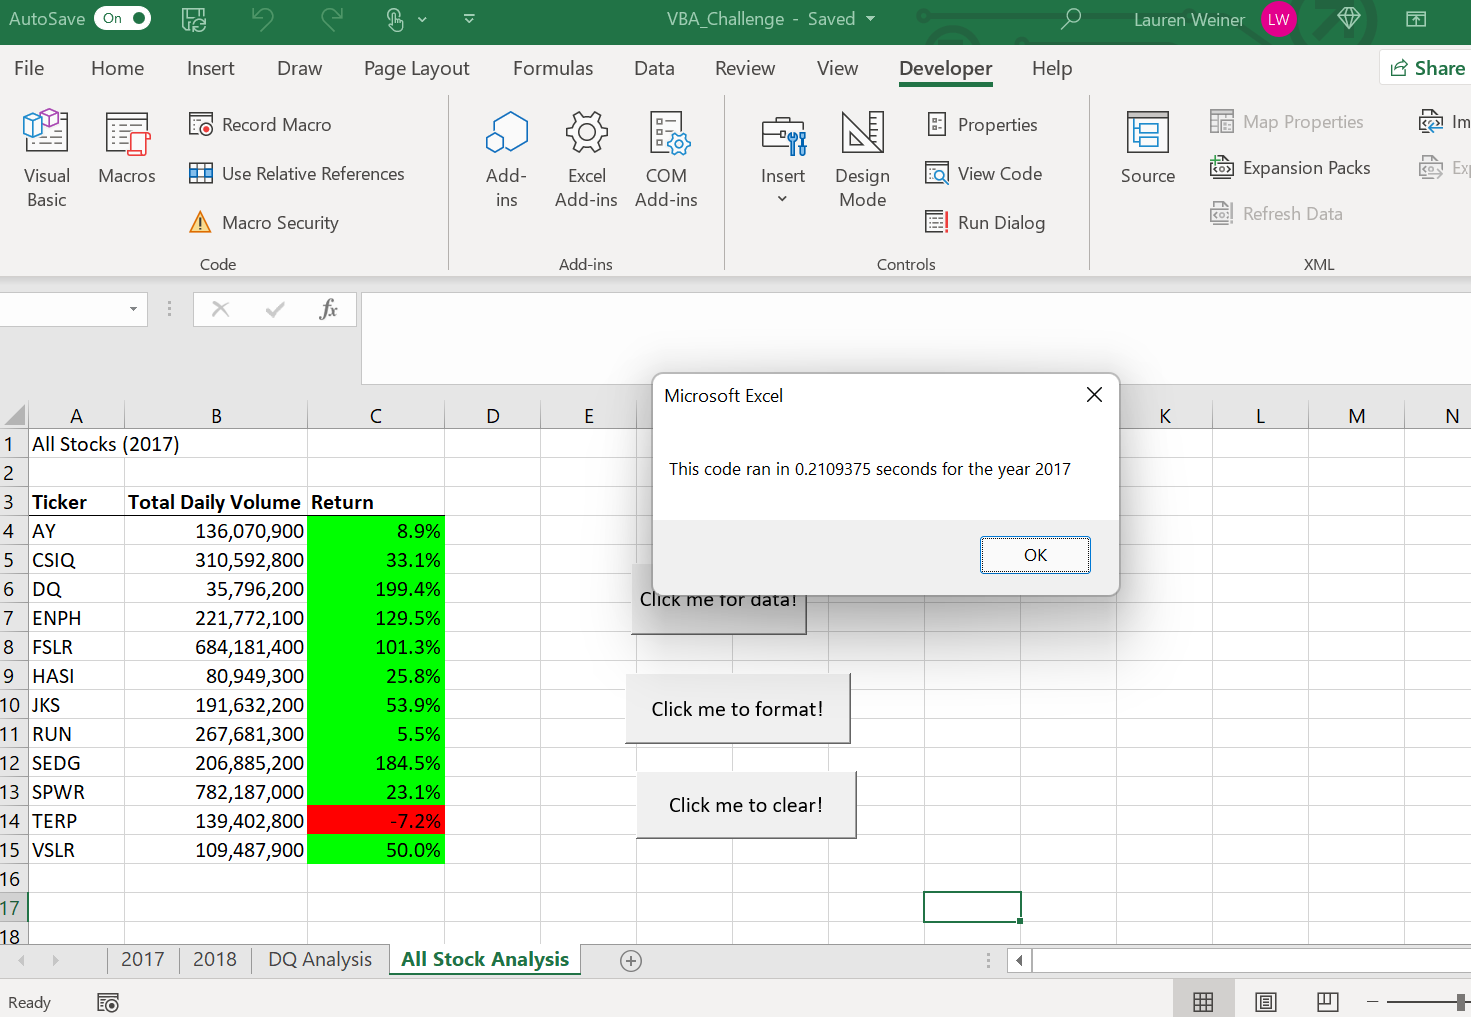 AutoSave On VBA_Challenge - Saved Lauren Weiner LW
File Home Insert Draw Page Layout Formulas Data Review View Developer Help Share
Visual Basic
Macros
Record Macro
Use Relative References
Macro Security
Code
Add-ins
Excel Add-ins
COM Add-ins
Add-ins
Insert
Design Mode
Properties
View Code
Run Dialog
Controls
Source
Map Properties
Expansion Packs
Refresh Data
XML
fx
Microsoft Excel
This code ran in 0.2109375 seconds for the year 2017
OK
A B C D E K L M N
1 All Stocks (2017)
2
3 Ticker Total Daily Volume Return
4 AY 136,070,900 8.9%
5 CSIQ 310,592,800 33.1%
6 DQ 35,796,200 199.4%
7 ENPH 221,772,100 129.5%
8 FSLR 684,181,400 101.3%
9 HASI 80,949,300 25.8%
10 JKS 191,632,200 53.9%
11 RUN 267,681,300 5.5%
12 SEDG 206,885,200 184.5%
13 SPWR 782,187,000 23.1%
14 TERP 139,402,800 -7.2%
15 VSLR 109,487,900 50.0%
16
17
18
Click me for data!
Click me to format!
Click me to clear!
2017 2018 DQ Analysis All Stock Analysis
Ready